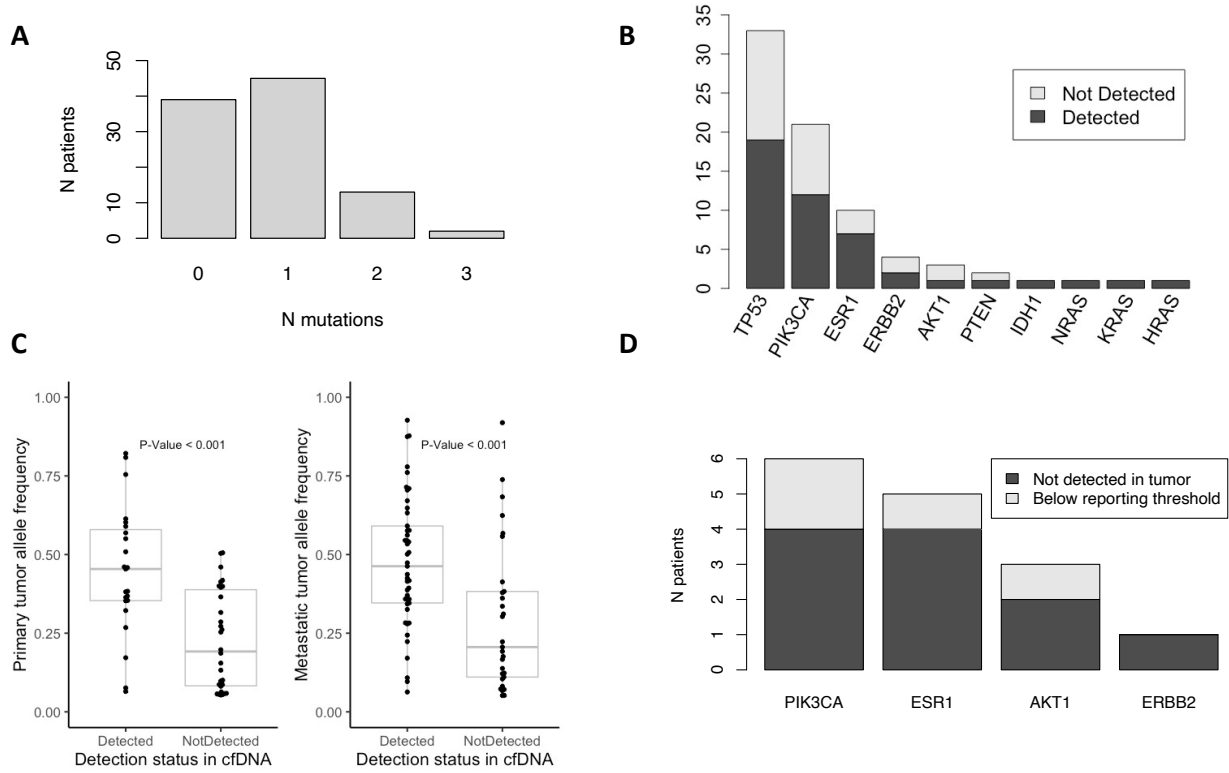 A
50
30
10
0
N patients
0 1 2 3
N mutations
B
35
30
25
20
15
10
5
0
Not Detected
Detected
TP53
PIK3CA
ESR1
ERBB2
AKT1
PTEN
IDH1
NRAS
KRAS
HRAS
C
Primary tumor allele frequency
1.00
0.75
0.50
0.25
0.00
P-Value < 0.001
Detected NotDetected
Detection status in cfDNA
Metastatic tumor allele frequency
1.00
0.75
0.50
0.25
0.00
P-Value < 0.001
Detected NotDetected
Detection status in cfDNA
D
N patients
6
5
4
3
2
1
0
Not detected in tumor
Below reporting threshold
PIK3CA ESR1 AKT1 ERBB2